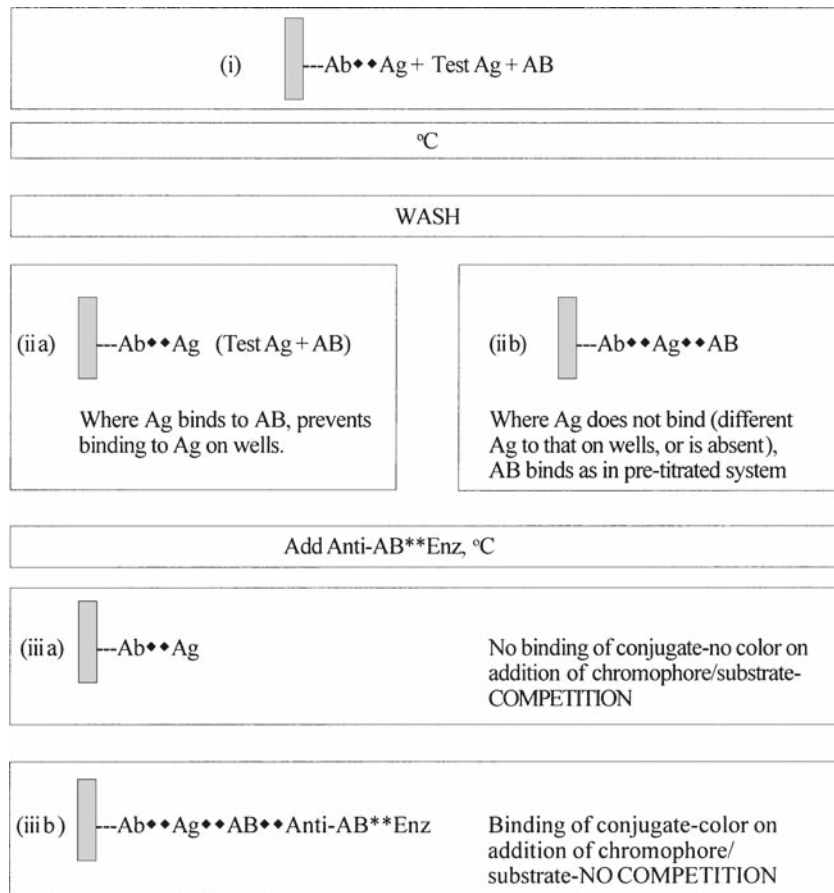 (i) ---Ab◆◆Ag + Test Ag + AB
°C
WASH
(ii a) ---Ab◆◆Ag (Test Ag + AB)
Where Ag binds to AB, prevents
binding to Ag on wells.
(ii b) ---Ab◆◆Ag◆◆AB
Where Ag does not bind (different
Ag to that on wells, or is absent),
AB binds as in pre-titrated system
Add Anti-AB**Enz, °C
(iii a) ---Ab◆◆Ag
No binding of conjugate-no color on
addition of chromophore/substrate-
COMPETITION
(iii b) ---Ab◆◆Ag◆◆AB◆◆Anti-AB**Enz
Binding of conjugate-color on
addition of chromophore/
substrate-NO COMPETITION